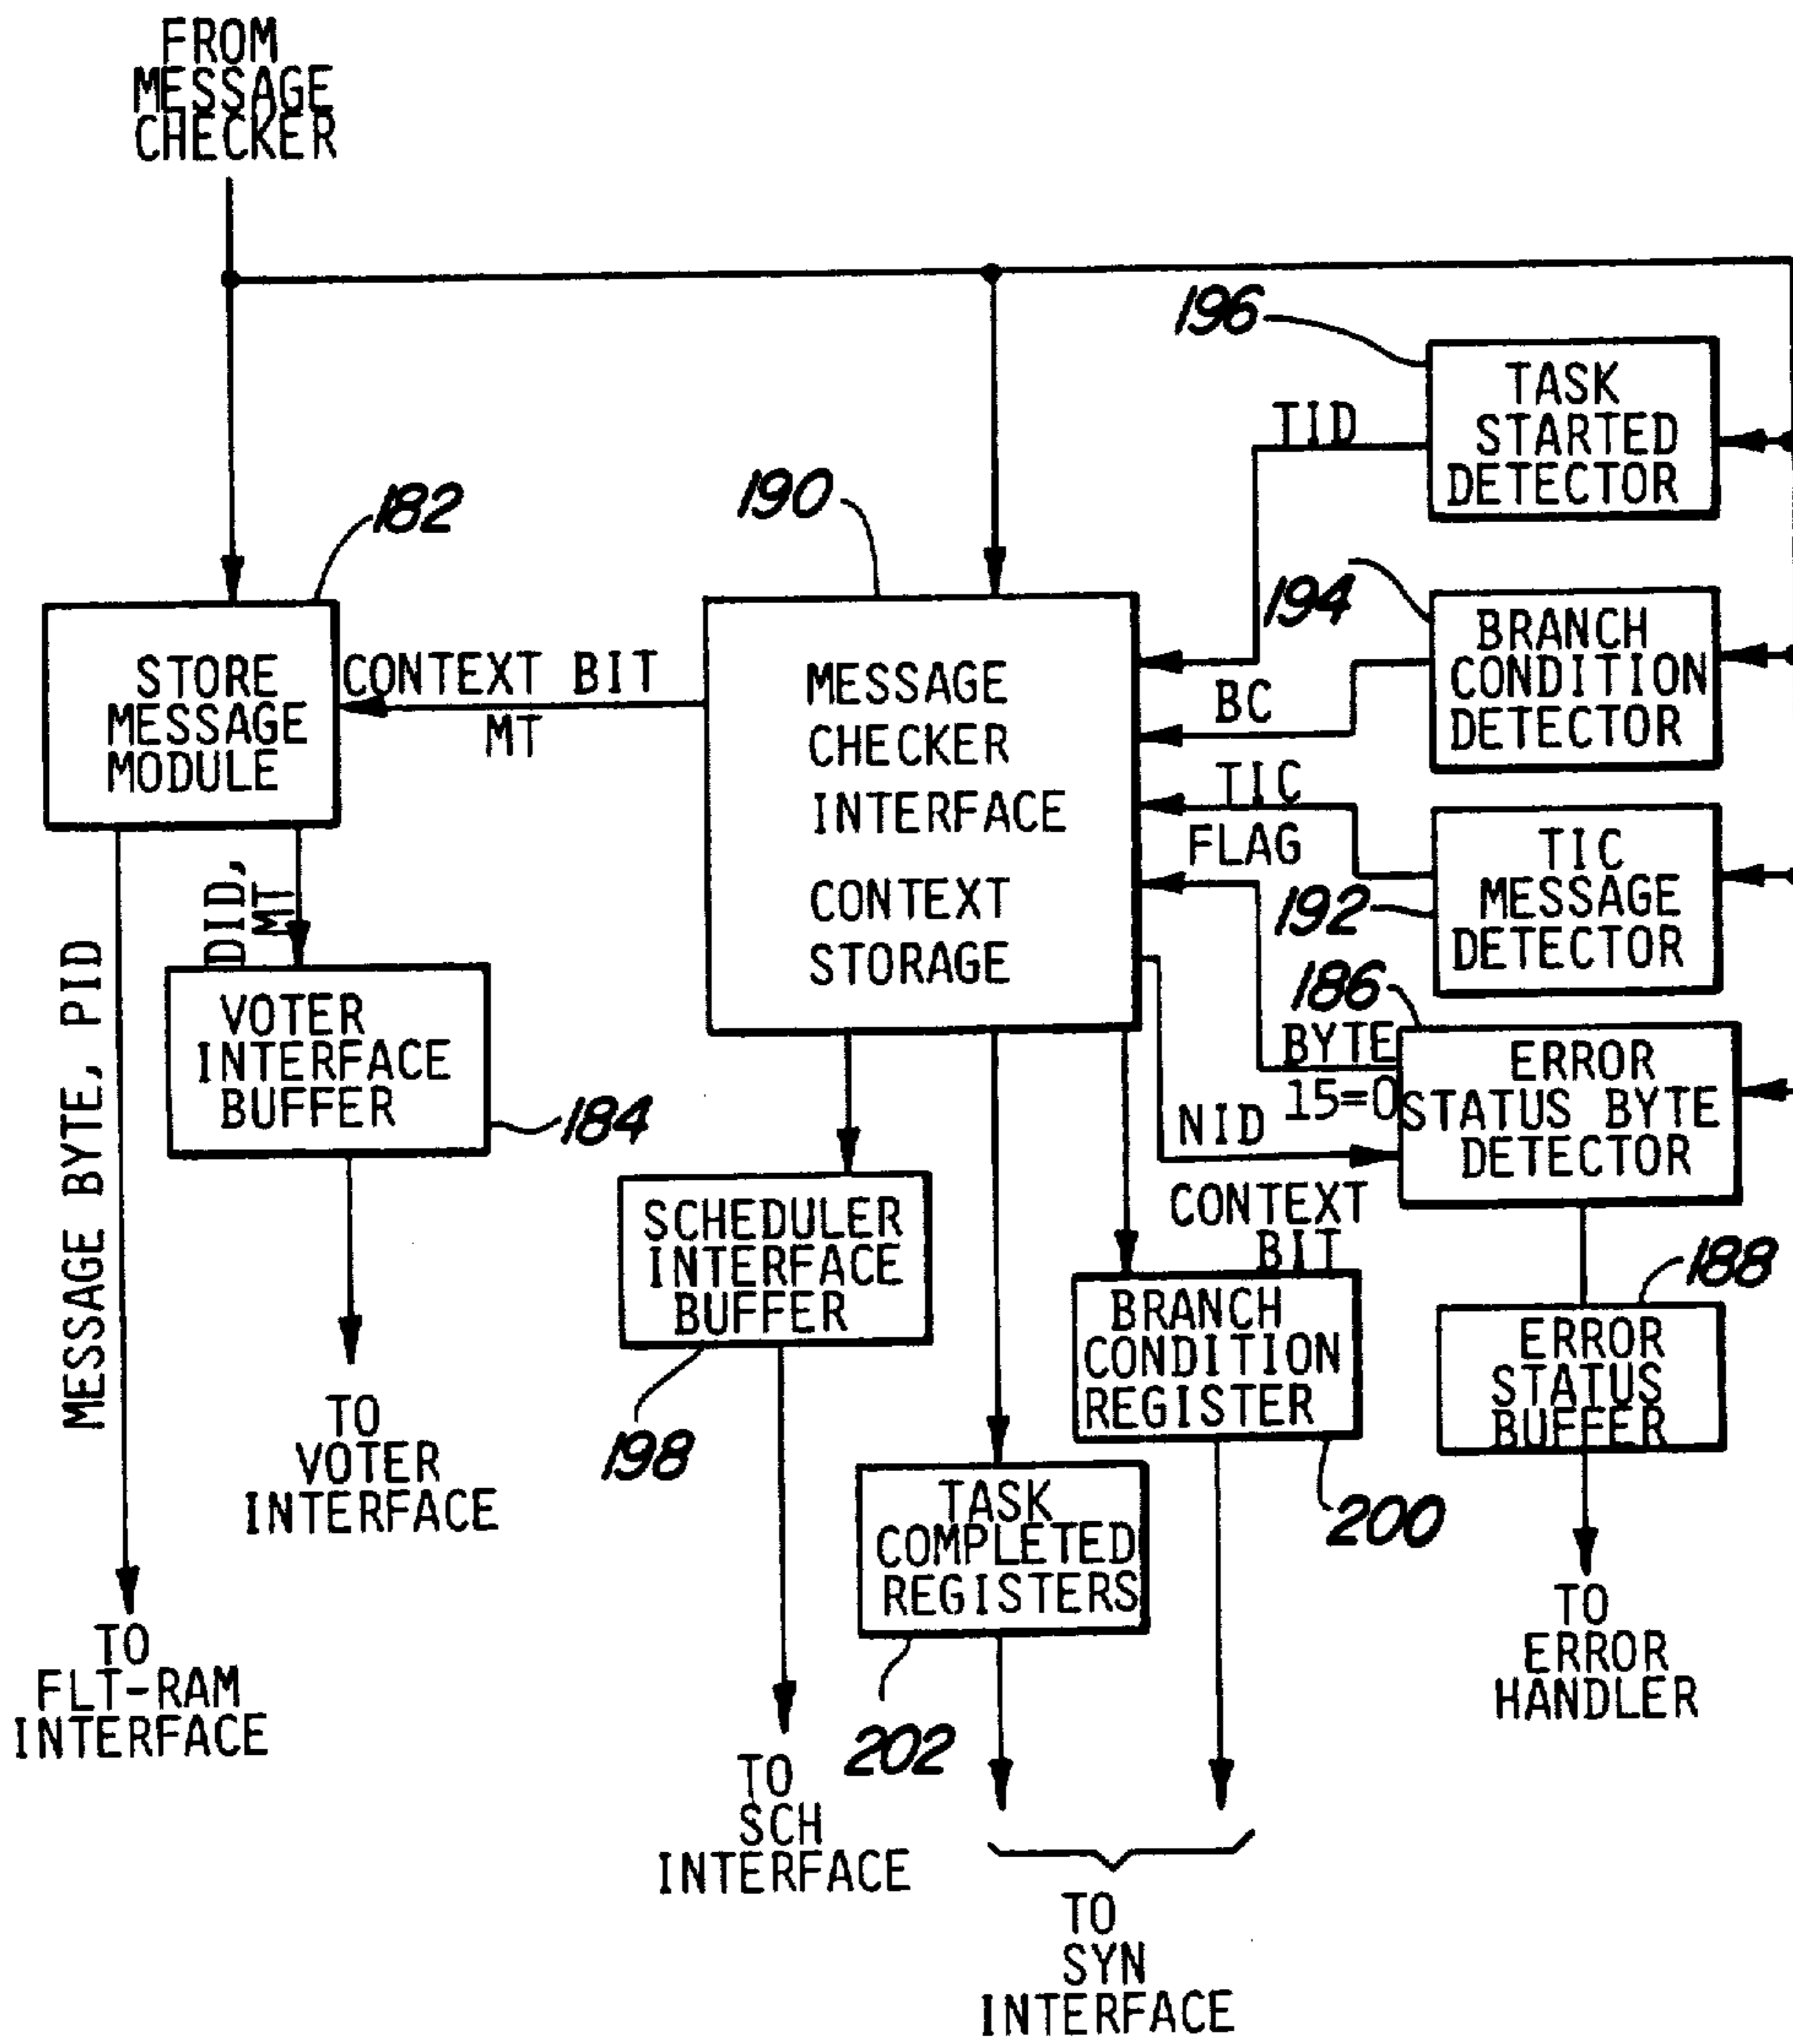 FROM
MESSAGE
CHECKER
196
TASK
STARTED
DETECTOR
TID
182
190
194
BRANCH
CONDITION
DETECTOR
BC
STORE
MESSAGE
MODULE
CONTEXT BIT
MT
MESSAGE
CHECKER
INTERFACE
CONTEXT
STORAGE
TIC
FLAG
192
TIC
MESSAGE
DETECTOR
DID,
MT
MESSAGE BYTE, PID
VOTER
INTERFACE
BUFFER
184
186
BYTE
15=0
NID
ERROR
STATUS BYTE
DETECTOR
SCHEDULER
INTERFACE
BUFFER
198
CONTEXT
BIT
BRANCH
CONDITION
REGISTER
200
188
ERROR
STATUS
BUFFER
TO
VOTER
INTERFACE
TASK
COMPLETED
REGISTERS
202
TO
ERROR
HANDLER
TO
FLT-RAM
INTERFACE
TO
SCH
INTERFACE
TO
SYN
INTERFACE